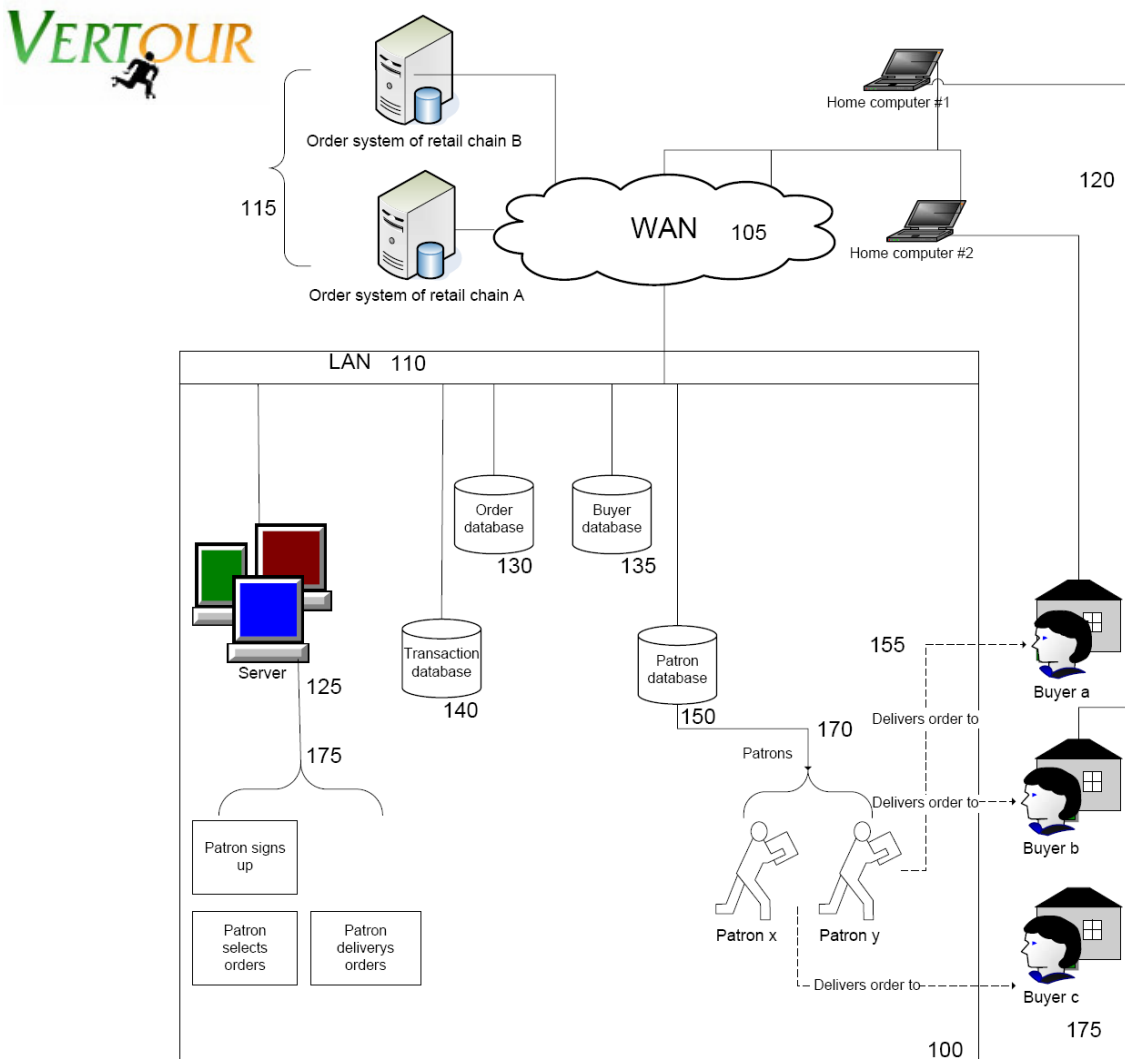 VERTOUR
Order system of retail chain B
Home computer #1
115
120
WAN 105
Home computer #2
Order system of retail chain A
LAN 110
Order
database
130
Buyer
database
135
Server
125
Transaction
database
140
Patron
database
150
155
Buyer a
170
Delivers order to
175
Patrons
Delivers order to
Buyer b
Patron signs
up
Patron
selects
orders
Patron
deliverys
orders
Patron x
Patron y
Delivers order to
Buyer c
175
100